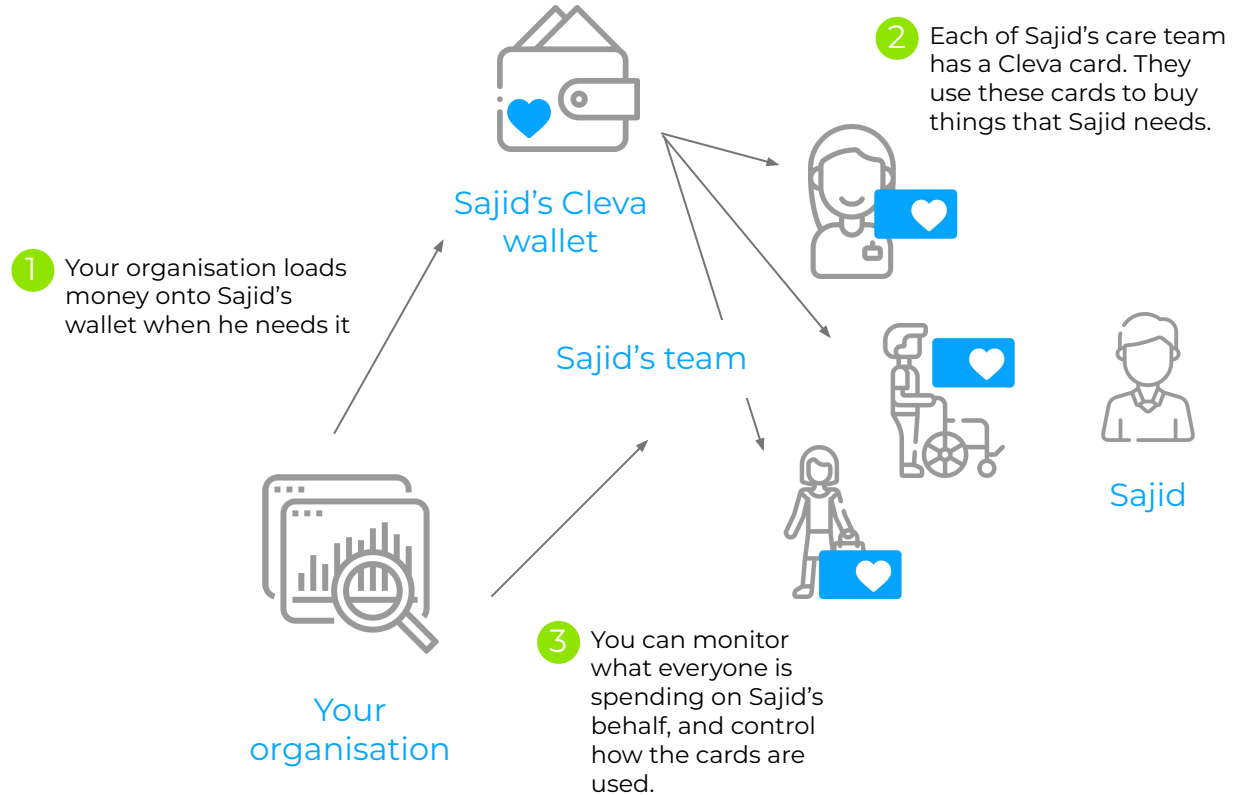 2
Each of Sajid’s care team
has a Cleva card. They
use these cards to buy
things that Sajid needs.
Sajid’s Cleva
wallet
1
Your organisation loads
money onto Sajid’s
wallet when he needs it
Sajid’s team
Sajid
3
You can monitor
what everyone is
spending on Sajid’s
behalf, and control
how the cards are
used.
Your
organisation